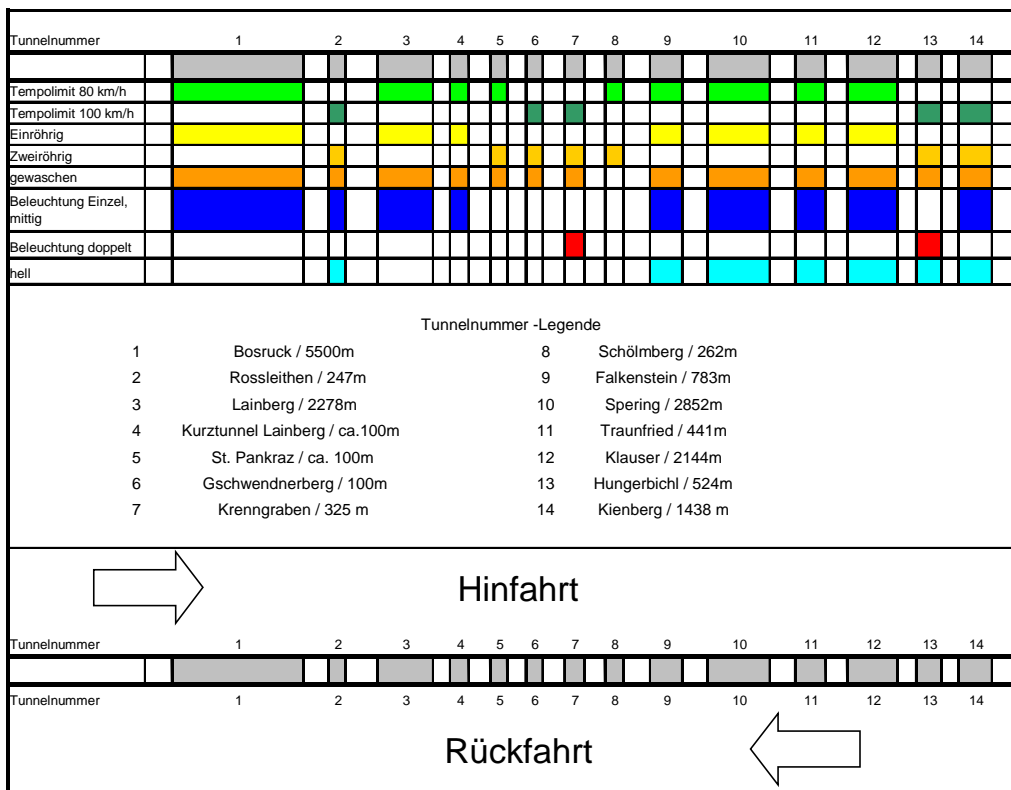 Tunnelnummer 1 2 3 4 5 6 7 8 9 10 11 12 13 14
Tempolimit 80 km/h
Tempolimit 100 km/h
Einröhrig
Zweiröhrig
gewaschen
Beleuchtung Einzel,
mittig
Beleuchtung doppelt
hell
Tunnelnummer -Legende
1 Bosruck / 5500m 8 Schölmberg / 262m
2 Rossleithen / 247m 9 Falkenstein / 783m
3 Lainberg / 2278m 10 Spering / 2852m
4 Kurztunnel Lainberg / ca.100m 11 Traunfried / 441m
5 St. Pankraz / ca. 100m 12 Klauser / 2144m
6 Gschwendnerberg / 100m 13 Hungerbichl / 524m
7 Krenngraben / 325 m 14 Kienberg / 1438 m
Hinfahrt
Tunnelnummer 1 2 3 4 5 6 7 8 9 10 11 12 13 14
Tunnelnummer 1 2 3 4 5 6 7 8 9 10 11 12 13 14
Rückfahrt